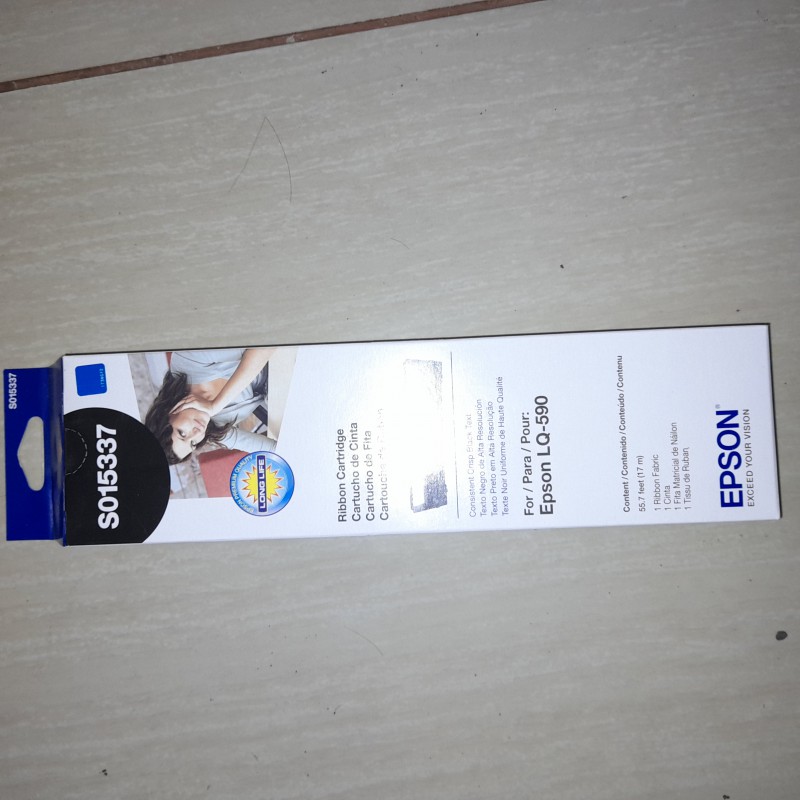 S015337
S015337
LONG LIFE
Ribbon Cartridge
Cartucho de Cinta
Cartucho de Fita
Cartouche
Consistent Crisp Black Text
Texto Negro de Alta Resolución
Texto Preto em Alta Resolução
Texte Noir Uniforme de Haute Qualité
For / Para / Pour:
Epson LQ-590
Content / Contenido / Conteúdo / Contenu
55.7 feet (17 m)
1 Ribbon Fabric
1 Cinta
1 Fita Matricial de Náilon
1 Tissu de Ruban
EPSON®
EXCEED YOUR VISION